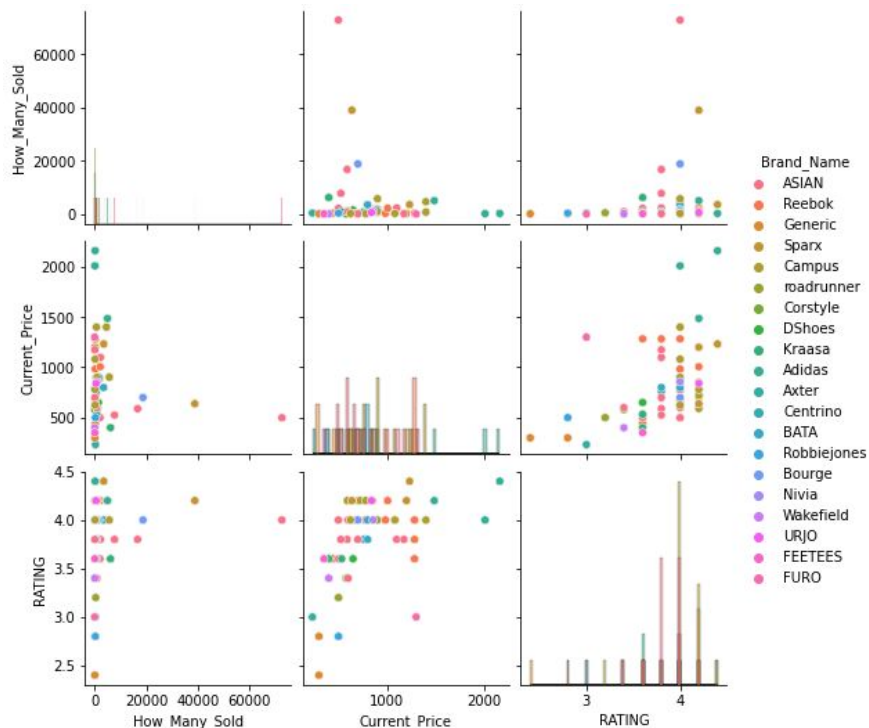 How_Many_Sold
60000
40000
20000
0
Current_Price
2000
1500
1000
500
RATING
4.5
4.0
3.5
3.0
2.5
0 20000 40000 60000
How_Many_Sold
1000 2000
Current_Price
3 4
RATING
Brand_Name
ASIAN
Reebok
Generic
Sparx
Campus
roadrunner
Corstyle
DShoes
Kraasa
Adidas
Axter
Centrino
BATA
Robbiejones
Bourge
Nivia
Wakefield
URJO
FEETEES
FURO